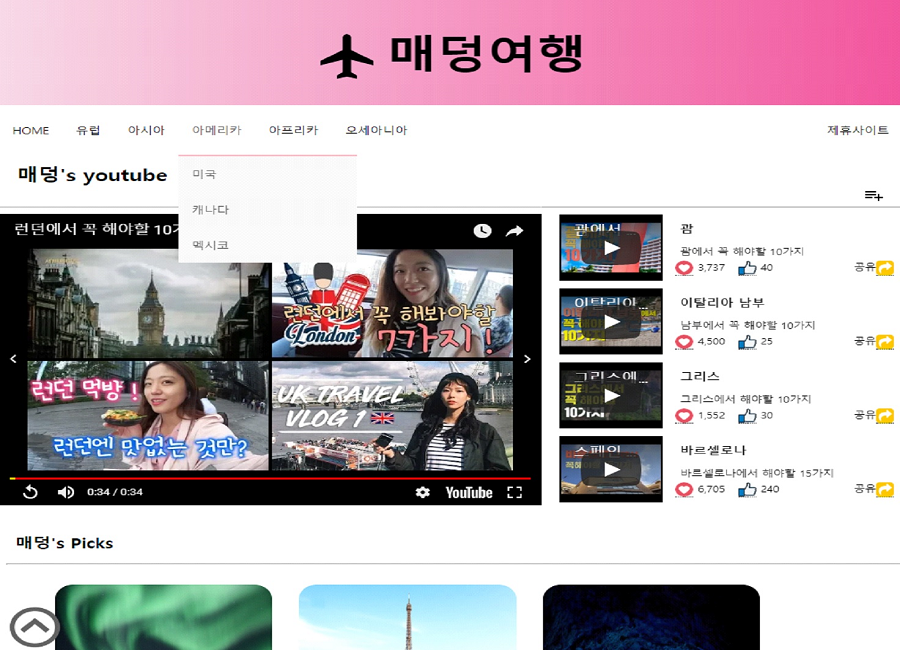 매덩여행
HOME 유럽 아시아 아메리카 아프리카 오세아니아 제휴사이트
미국
캐나다
멕시코
매덩's youtube
런던에서 꼭 해야할 10가
런던에서 꼭 해봐야할
7가지!
London
런던 먹방!
런던엔 맛없는 것만?
UK TRAVEL
VLOG 1
0:34 / 0:34
YouTube
괌에서
괌
괌에서 꼭 해야할 10가지
3,737 40 공유
이탈리아 ...
이탈리아 남부
남부에서 꼭 해야할 10가지
4,500 25 공유
그리스에...
그리스
그리스에서 해야할 10가지
1,552 30 공유
스페인
바르셀로나
바르셀로나에서 해야할 15가지
6,705 240 공유
매덩's Picks